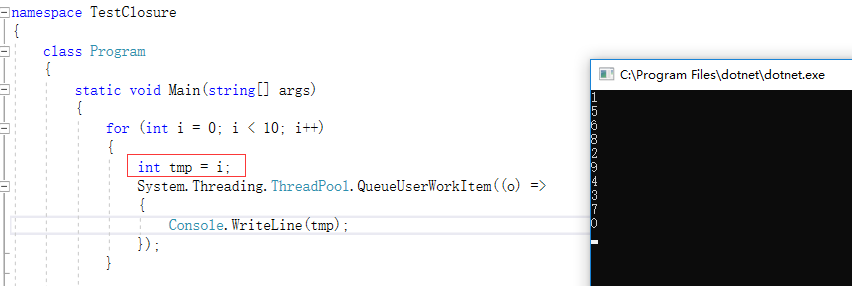 namespace TestClosure
{
class Program
{
static void Main(string[] args)
{
for (int i = 0; i < 10; i++)
{
int tmp = i;
System.Threading.ThreadPool.QueueUserWorkItem((o) =>
{
Console.WriteLine(tmp);
});
}
C:\Program Files\dotnet\dotnet.exe
1
5
6
8
2
9
4
3
7
0